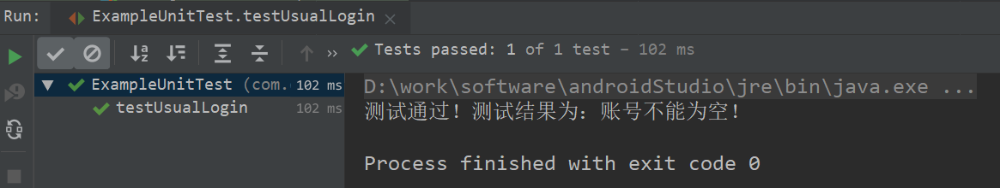 Run: ExampleUnitTest.testUsualLogin
Tests passed: 1 of 1 test – 102 ms
ExampleUnitTest (com. 102 ms
testUsualLogin 102 ms
D:\work\software\androidStudio\jre\bin\java.exe ...
测试通过！测试结果为：账号不能为空！
Process finished with exit code 0